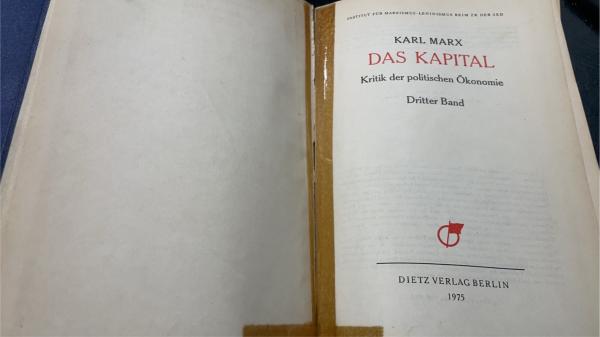 INSTITUT FÜR MARXISMUS-LENINISMUS BEIM ZK DER SED
KARL MARX
DAS KAPITAL
Kritik der politischen Ökonomie
Dritter Band
DIETZ VERLAG BERLIN
1975